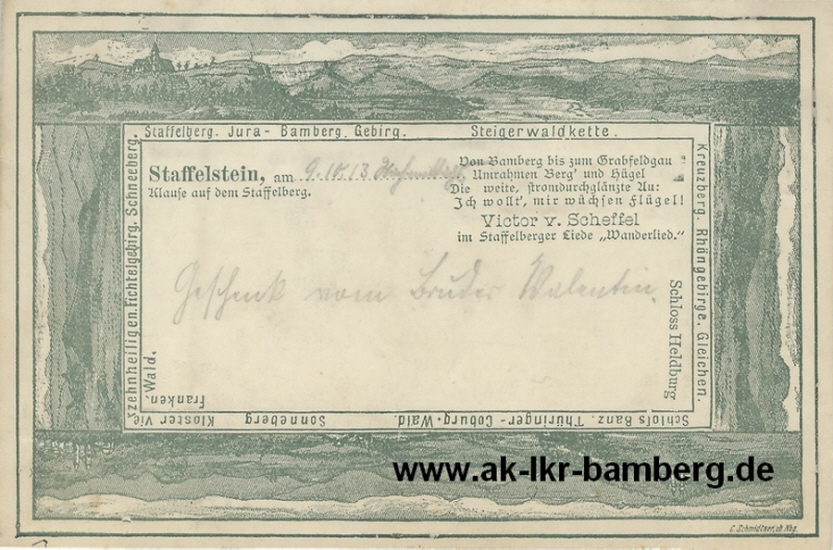 Staffelberg. Jura- Bamberg. Gebirg. Steigerwaldkette.
Staffelstein, am 9.10.13
Klause auf dem Staffelberg.
Von Bamberg bis zum Grabfeldgau
Umrahmen Berg' und Hügel
Die weite, stromdurchglänzte Au:
Ich wollt', mir wüchsen Flügel!
Victor v. Scheffel
im Staffelberger Liede „Wanderlied."
Geschenk vom Bruder Valentin.
Kreuzberg. Rhöngebirge. Gleichen.
Schloss Heldburg
Schloss Banz. Thüringer- Coburg. Wald. Sonneberg Kloster Vie
rzehnheiligen. Fichtelgebirg. Schneeberg.
Franken.
Wald.
www.ak-lkr-bamberg.de